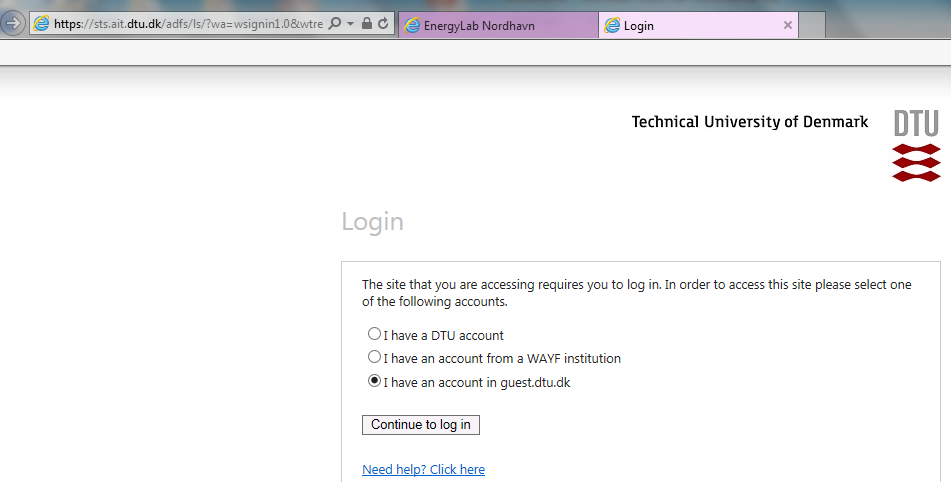 https://sts.ait.dtu.dk/adfs/ls/?wa=wsignin1.0&wtre
EnergyLab Nordhavn
Login
Technical University of Denmark
DTU
Login
The site that you are accessing requires you to log in. In order to access this site please select one
of the following accounts.
I have a DTU account
I have an account from a WAYF institution
I have an account in guest.dtu.dk
Continue to log in
Need help? Click here